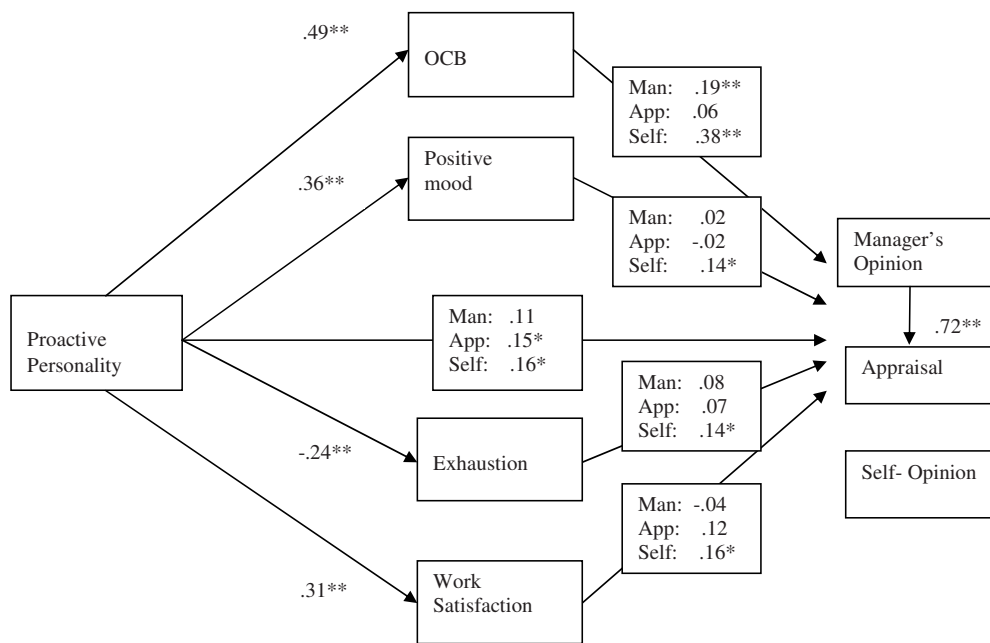 .49**
OCB
Man: .19**
App: .06
Self: .38**
.36**
Positive
mood
Man: .02
App: -.02
Self: .14*
Manager's
Opinion
Proactive
Personality
Man: .11
App: .15*
Self: .16*
.72**
Appraisal
-.24**
Exhaustion
Man: .08
App: .07
Self: .14*
Self- Opinion
Man: -.04
App: .12
Self: .16*
.31**
Work
Satisfaction